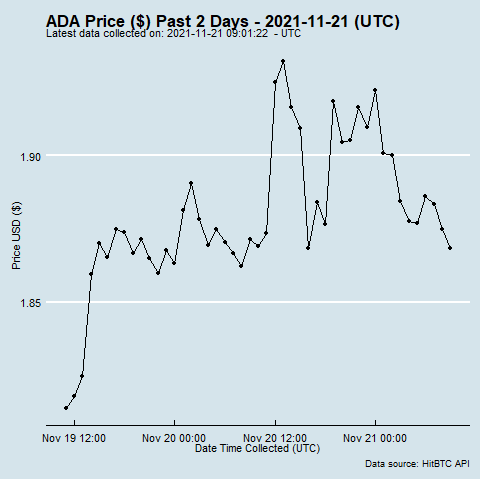 ADA Price ($) Past 2 Days - 2021-11-21 (UTC)
Latest data collected on: 2021-11-21 09:01:22  - UTC
1.90
1.85
Price USD ($)
Nov 19 12:00 Nov 20 00:00 Nov 20 12:00 Nov 21 00:00
Date Time Collected (UTC)
Data source: HitBTC API